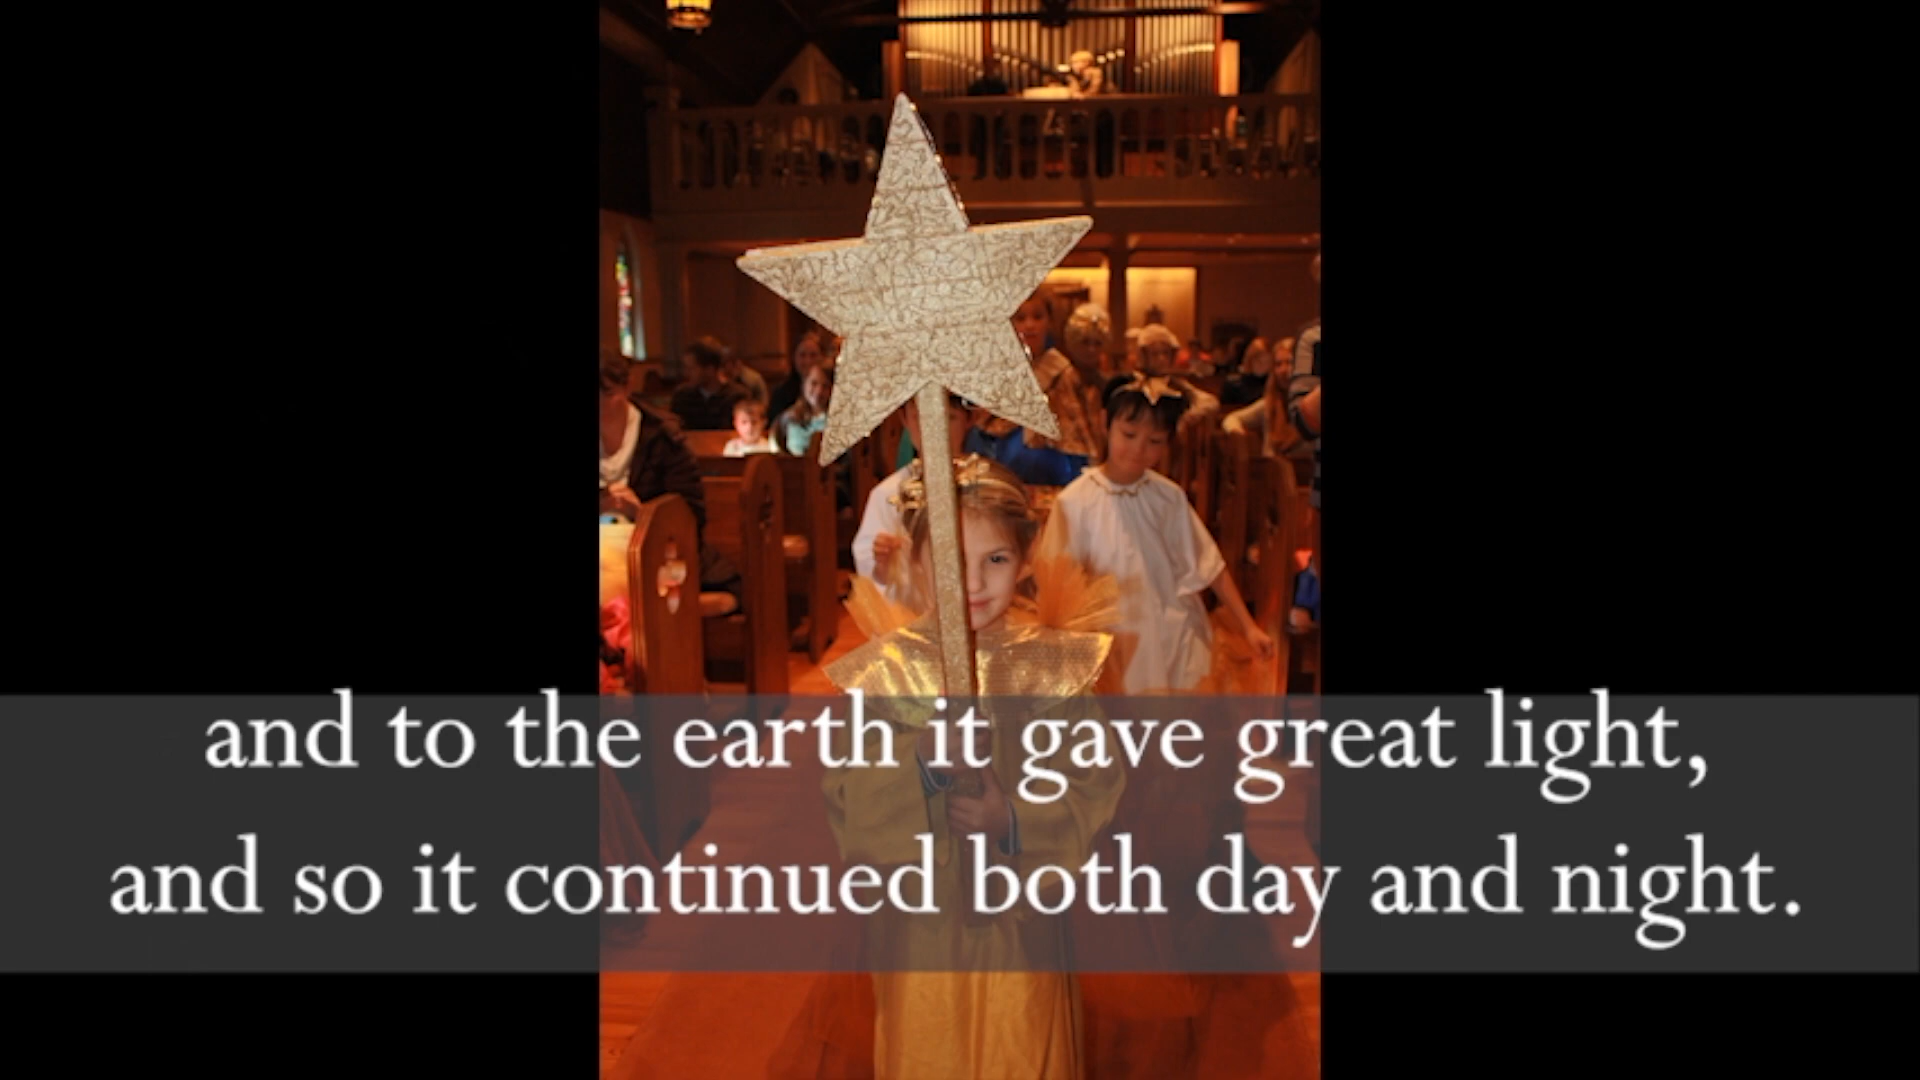 and to the earth it gave great light,
and so it continued both day and night.